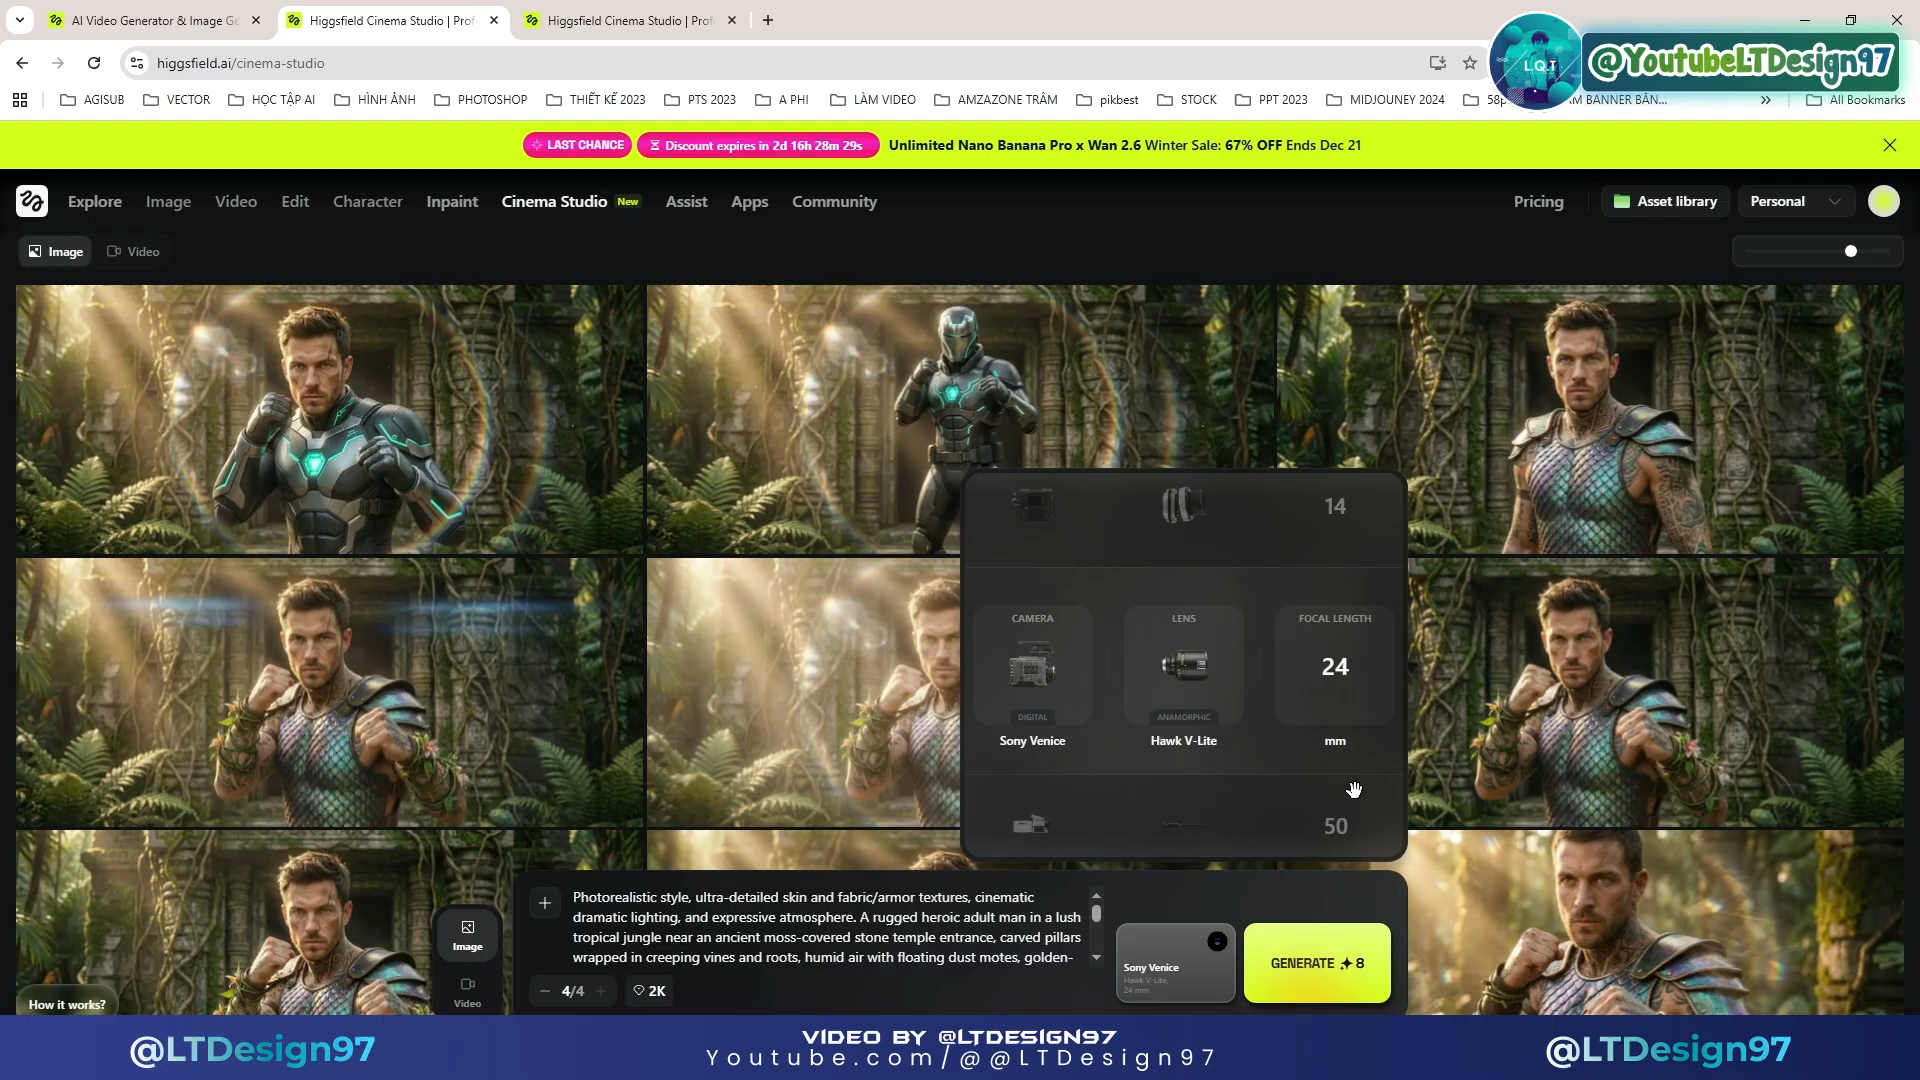 AI Video Generator & Image Ge
Higgsfield Cinema Studio | Prof
Higgsfield Cinema Studio | Prof
higgsfield.ai/cinema-studio
L.Q.T
@YoutubeLTDesign97
AGISUB
VECTOR
HỌC TẬP AI
HÌNH ẢNH
PHOTOSHOP
THIẾT KẾ 2023
PTS 2023
A PHI
LÀM VIDEO
AMZAZONE TRÂM
pikbest
STOCK
PPT 2023
MIDJOUNEY 2024
BANNER BÁN...
All Bookmarks
LAST CHANCE
Discount expires in 2d 16h 28m 29s
Unlimited Nano Banana Pro x Wan 2.6 Winter Sale: 67% OFF Ends Dec 21
Explore
Image
Video
Edit
Character
Inpaint
Cinema Studio New
Assist
Apps
Community
Pricing
Asset library
Personal
Image
Video
14
CAMERA
LENS
FOCAL LENGTH
24
DIGITAL
ANAMORPHIC
Sony Venice
Hawk V-Lite
mm
50
Photorealistic style, ultra-detailed skin and fabric/armor textures, cinematic
dramatic lighting, and expressive atmosphere. A rugged heroic adult man in a lush
tropical jungle near an ancient moss-covered stone temple entrance, carved pillars
wrapped in creeping vines and roots, humid air with floating dust motes, golden-
Image
Video
4/4
2K
Sony Venice
Hawk V-Lite,
24 mm
GENERATE 8
How it works?
@LTDesign97
VIDEO BY @LTDESIGN97
Youtube.com/@@LTDesign97
@LTDesign97